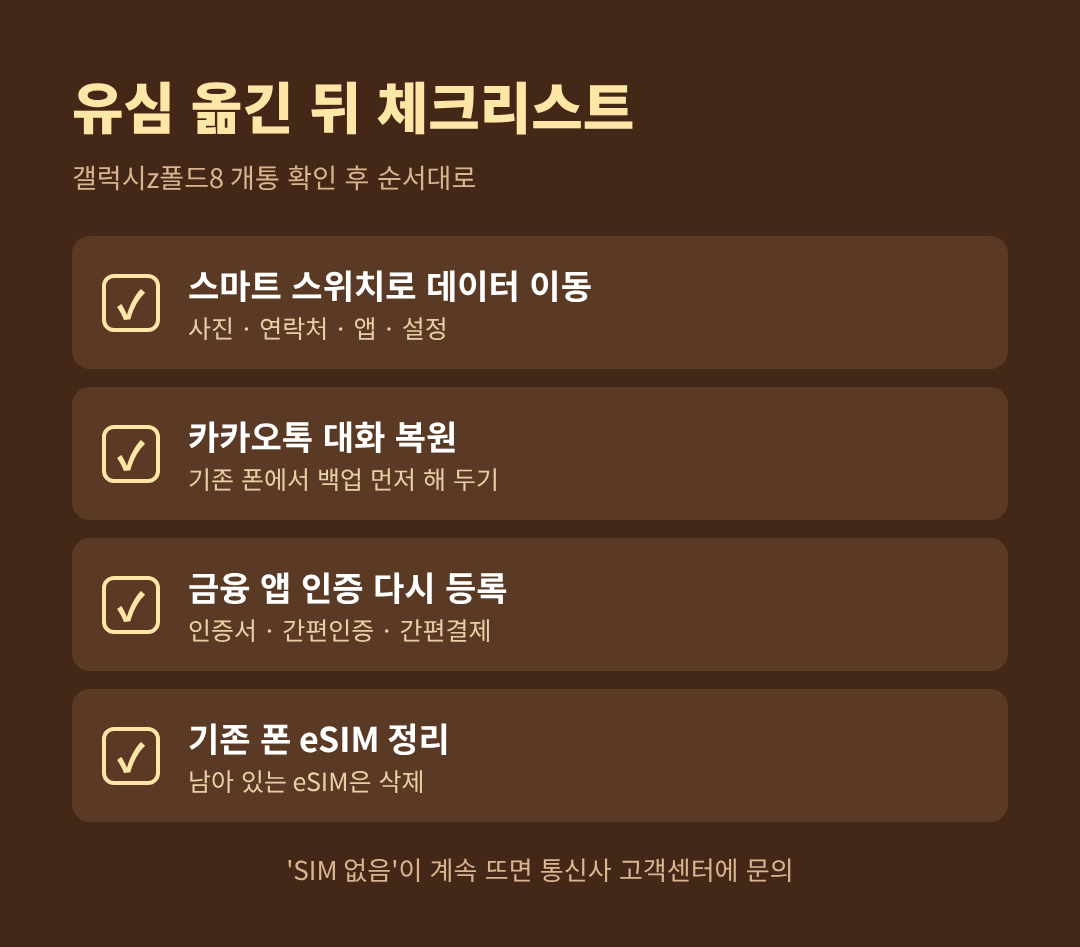 유심 옮긴 뒤 체크리스트
갤럭시z폴드8 개통 확인 후 순서대로
스마트 스위치로 데이터 이동
사진 · 연락처 · 앱 · 설정
카카오톡 대화 복원
기존 폰에서 백업 먼저 해 두기
금융 앱 인증 다시 등록
인증서 · 간편인증 · 간편결제
기존 폰 eSIM 정리
남아 있는 eSIM은 삭제
'SIM 없음'이 계속 뜨면 통신사 고객센터에 문의